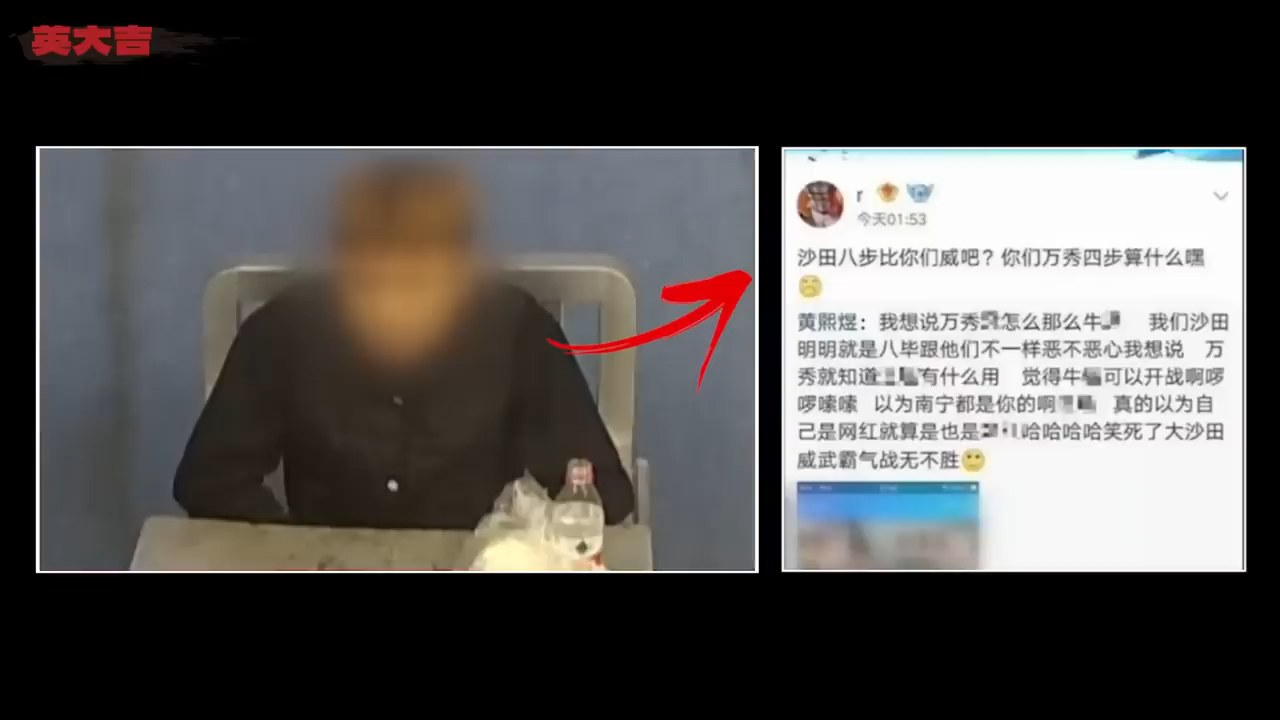 英大吉
r
今天01:53
沙田八步比你们威吧？你们万秀四步算什么嘿
黄熙煜：我想说万秀怎么那么牛 我们沙田
明明就是八毕跟他们不一样恶不恶心我想说 万
秀就知道有什么用 觉得牛可以开战啊啰
啰嗦嗦 以为南宁都是你的啊 真的以为自
己是网红就算是也是哈哈哈哈笑死了大沙田
威武霸气战无不胜